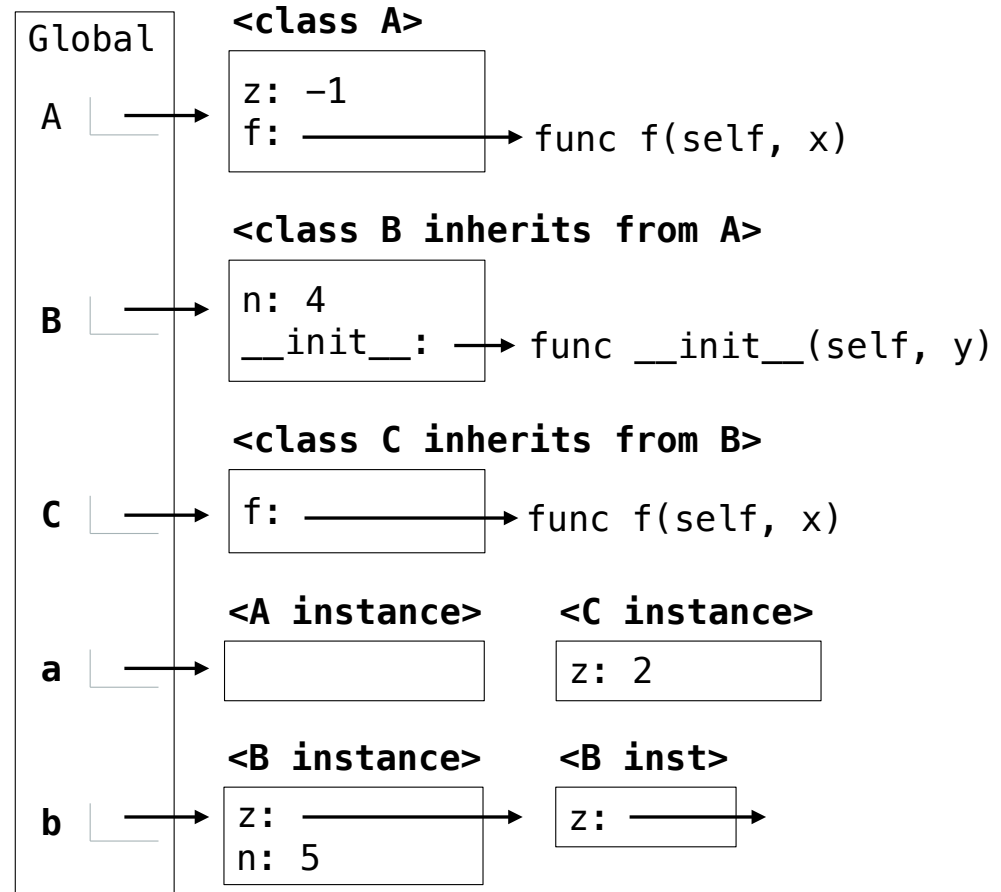 Global
<class A>
A
z: −1
f:
func f(self, x)
<class B inherits from A>
B
n: 4
__init__:
func __init__(self, y)
<class C inherits from B>
C
f:
func f(self, x)
<A instance>
<C instance>
a
z: 2
<B instance>
<B inst>
b
z:
n: 5
z: